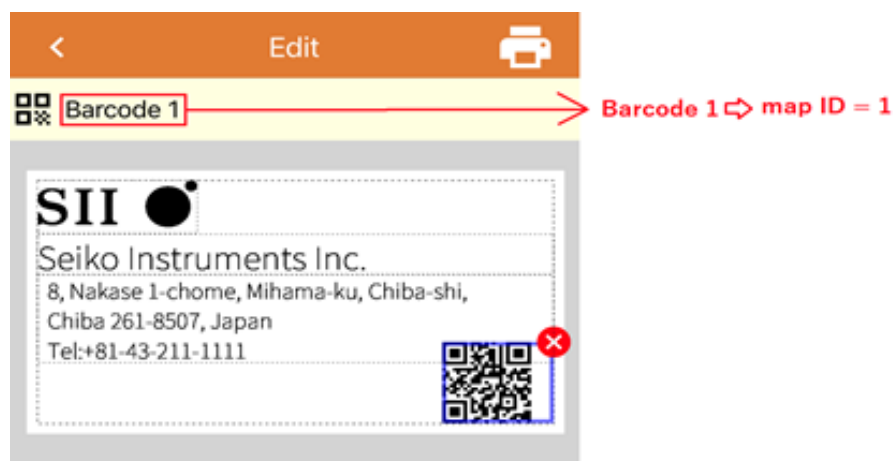 Edit
Barcode 1
Barcode 1 ⇨ map ID = 1
SII
Seiko Instruments Inc.
8, Nakase 1-chome, Mihama-ku, Chiba-shi,
Chiba 261-8507, Japan
Tel:+81-43-211-1111